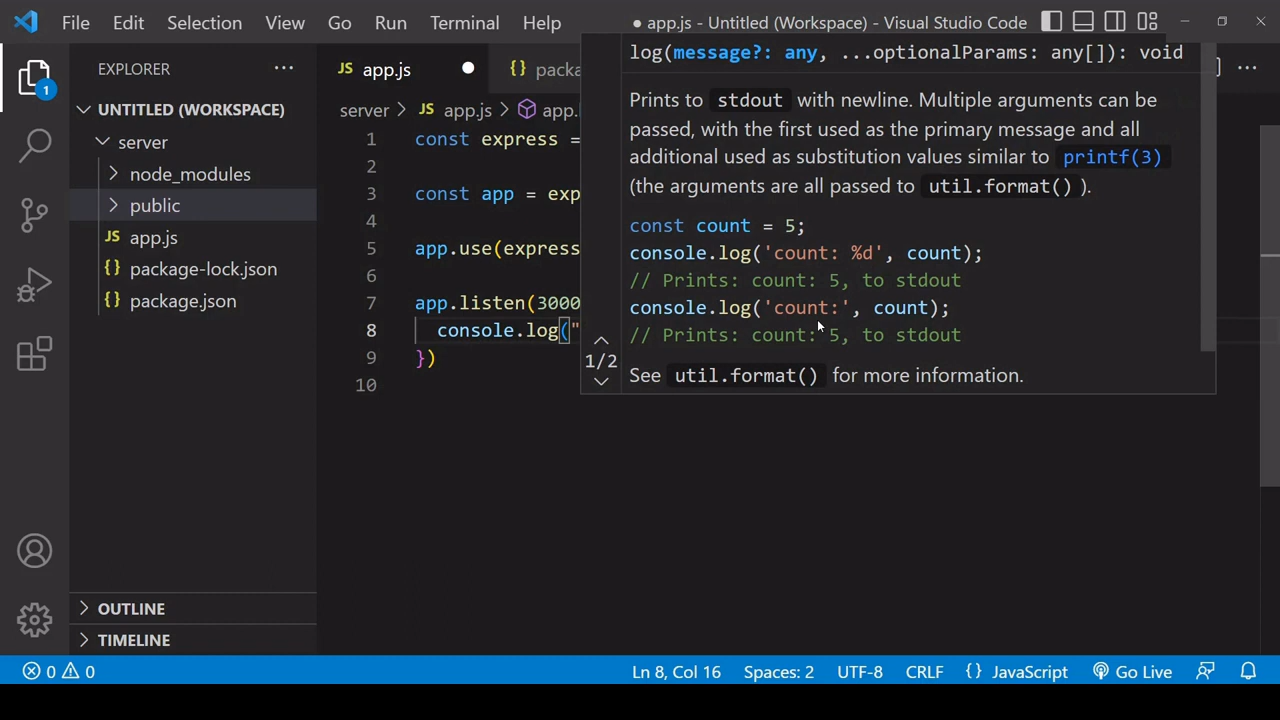 File Edit Selection View Go Run Terminal Help ● app.js - Untitled (Workspace) - Visual Studio Code
EXPLORER ···
1
UNTITLED (WORKSPACE)
server
node_modules
public
JS app.js
{} package-lock.json
{} package.json
OUTLINE
TIMELINE
JS app.js ● {} packa
server > JS app.js > app.l
1 const express =
2
3 const app = exp
4
5 app.use(express
6
7 app.listen(3000
8 console.log("
9 })
10
log(message?: any, ...optionalParams: any[]): void
Prints to stdout with newline. Multiple arguments can be
passed, with the first used as the primary message and all
additional used as substitution values similar to printf(3)
(the arguments are all passed to util.format() ).
const count = 5;
console.log('count: %d', count);
// Prints: count: 5, to stdout
console.log('count:', count);
// Prints: count: 5, to stdout
1/2
See util.format() for more information.
0 0 Ln 8, Col 16 Spaces: 2 UTF-8 CRLF {} JavaScript Go Live